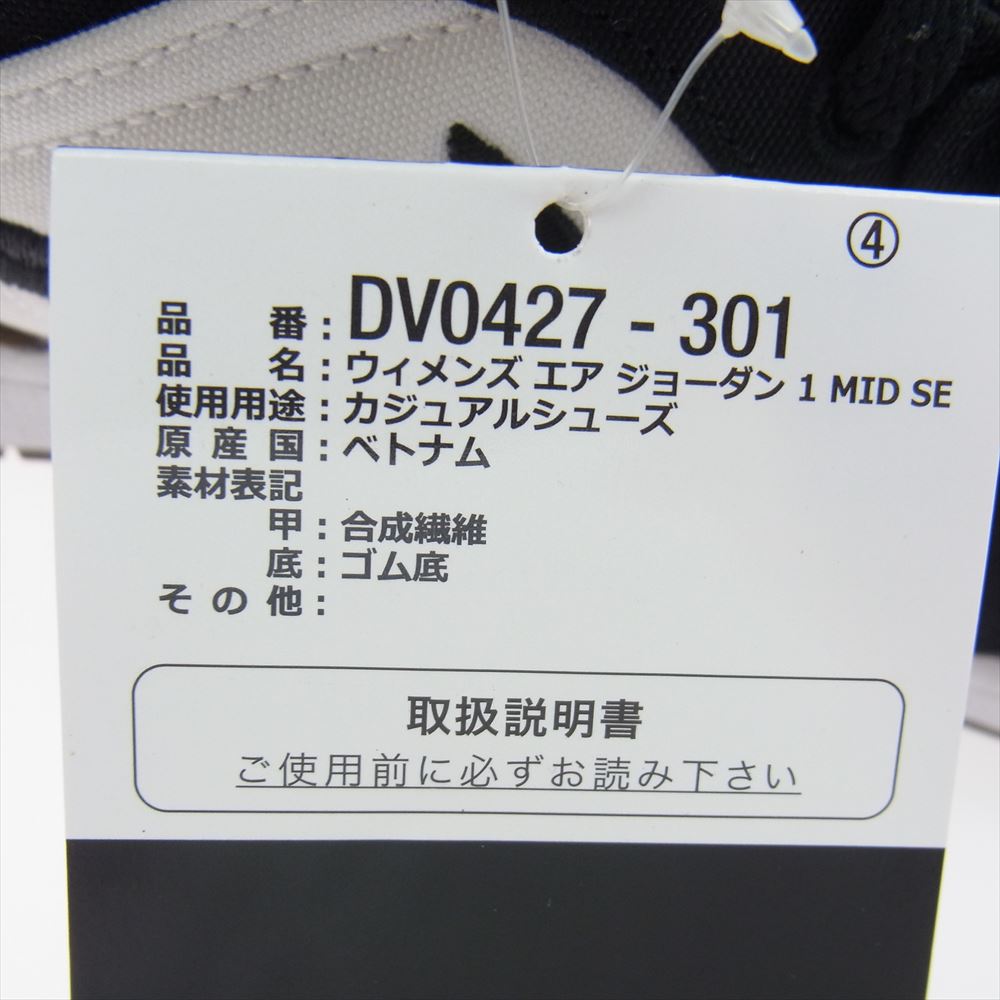 ④
品番：DV0427 - 301
品名：ウィメンズ エア ジョーダン 1 MID SE
使用用途：カジュアルシューズ
原産国：ベトナム
素材表記
甲：合成繊維
底：ゴム底
その他：
取扱説明書
ご使用前に必ずお読み下さい